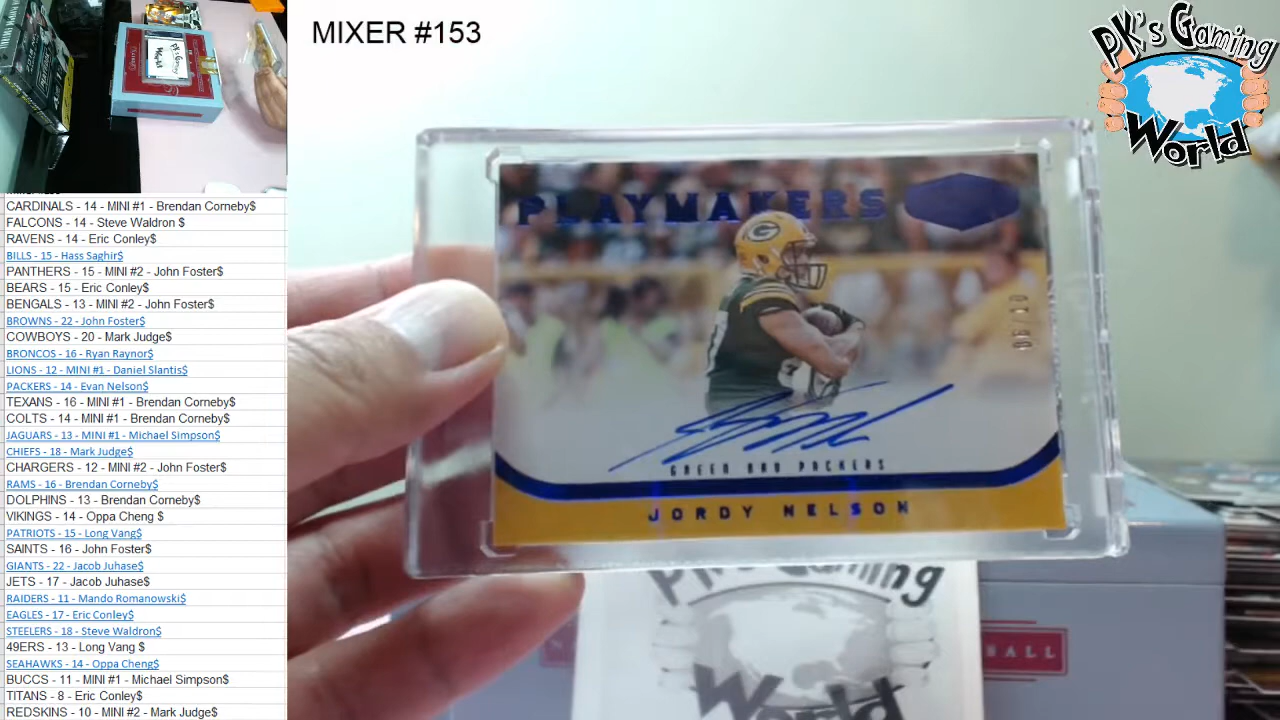 MIXER #153
PK's Gaming
World
PK's Gaming
World
CARDINALS - 14 - MINI #1 - Brendan Corneby$
FALCONS - 14 - Steve Waldron $
RAVENS - 14 - Eric Conley$
BILLS - 15 - Hass Saghir$
PANTHERS - 15 - MINI #2 - John Foster$
BEARS - 15 - Eric Conley$
BENGALS - 13 - MINI #2 - John Foster$
BROWNS - 22 - John Foster$
COWBOYS - 20 - Mark Judge$
BRONCOS - 16 - Ryan Raynor$
LIONS - 12 - MINI #1 - Daniel Slantis$
PACKERS - 14 - Evan Nelson$
TEXANS - 16 - MINI #1 - Brendan Corneby$
COLTS - 14 - MINI #1 - Brendan Corneby$
JAGUARS - 13 - MINI #1 - Michael Simpson$
CHIEFS - 18 - Mark Judge$
CHARGERS - 12 - MINI #2 - John Foster$
RAMS - 16 - Brendan Corneby$
DOLPHINS - 13 - Brendan Corneby$
VIKINGS - 14 - Oppa Cheng $
PATRIOTS - 15 - Long Vang$
SAINTS - 16 - John Foster$
GIANTS - 22 - Jacob Juhase$
JETS - 17 - Jacob Juhase$
RAIDERS - 11 - Mando Romanowski$
EAGLES - 17 - Eric Conley$
STEELERS - 18 - Steve Waldron$
49ERS - 13 - Long Vang $
SEAHAWKS - 14 - Oppa Cheng$
BUCCS - 11 - MINI #1 - Michael Simpson$
TITANS - 8 - Eric Conley$
REDSKINS - 10 - MINI #2 - Mark Judge$
PLAYMAKERS
G
GREEN BAY PACKERS
JORDY NELSON
PK's Gaming
World